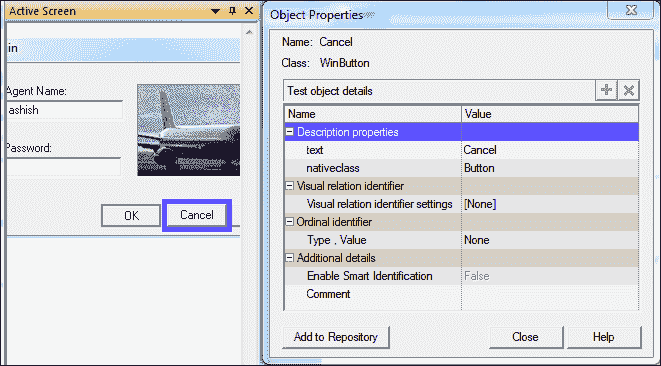 Active Screen
in
Agent Name:
ashish
Password:
OK
Cancel
Object Properties
Name: Cancel
Class: WinButton
Test object details
Name Value
Description properties
text Cancel
nativeclass Button
Visual relation identifier
Visual relation identifier settings [None]
Ordinal identifier
Type , Value None
Additional details
Enable Smart Identification False
Comment
Add to Repository
Close
Help